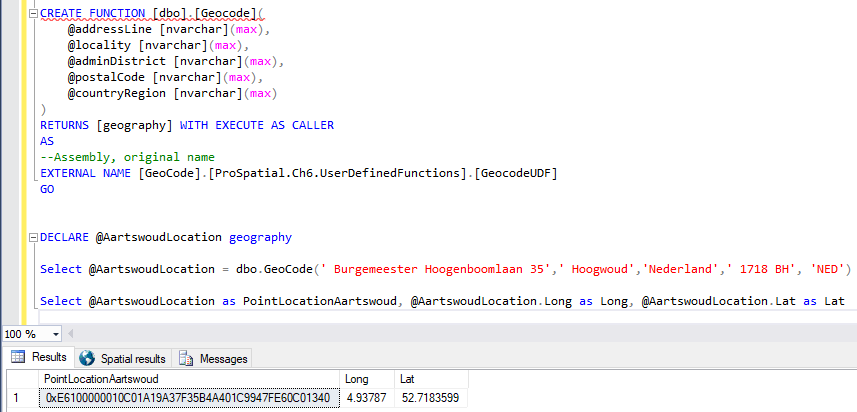 CREATE FUNCTION [dbo].[Geocode](
@addressLine [nvarchar](max),
@locality [nvarchar](max),
@adminDistrict [nvarchar](max),
@postalCode [nvarchar](max),
@countryRegion [nvarchar](max)
)
RETURNS [geography] WITH EXECUTE AS CALLER
AS
--Assembly, original name
EXTERNAL NAME [GeoCode].[ProSpatial.Ch6.UserDefinedFunctions].[GeocodeUDF]
GO
DECLARE @AartswoudLocation geography
Select @AartswoudLocation = dbo.GeoCode(' Burgemeester Hoogenboomlaan 35',' Hoogwoud','Nederland',' 1718 BH', 'NED')
Select @AartswoudLocation as PointLocationAartswoud, @AartswoudLocation.Long as Long, @AartswoudLocation.Lat as Lat
100 %
Results Spatial results Messages
PointLocationAartswoud Long Lat
1 0xE6100000010C01A19A37F35B4A401C9947FE60C01340 4.93787 52.7183599